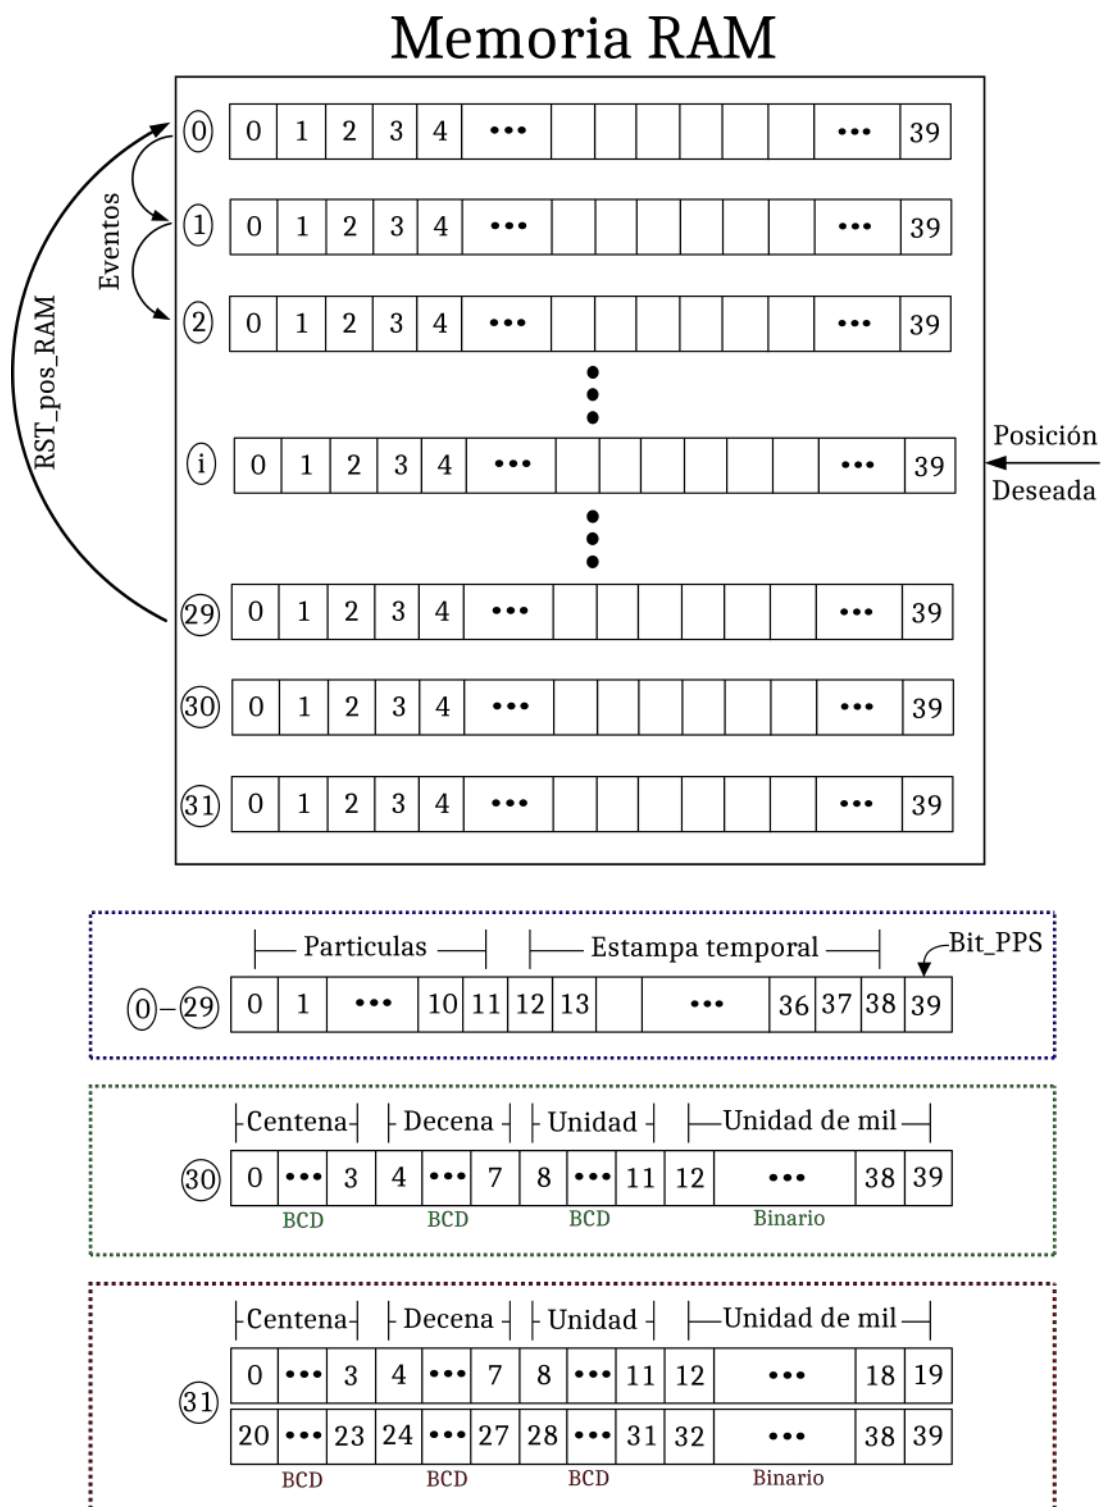 Memoria RAM
0 0 1 2 3 4 ••• ••• 39
Eventos
1 0 1 2 3 4 ••• ••• 39
2 0 1 2 3 4 ••• ••• 39
RST_pos_RAM
i 0 1 2 3 4 ••• ••• 39
Posición
Deseada
29 0 1 2 3 4 ••• ••• 39
30 0 1 2 3 4 ••• ••• 39
31 0 1 2 3 4 ••• ••• 39
Particulas Estampa temporal Bit_PPS
0–29 0 1 ••• 10 11 12 13 ••• 36 37 38 39
Centena Decena Unidad Unidad de mil
30 0 ••• 3 4 ••• 7 8 ••• 11 12 ••• 38 39
BCD BCD BCD Binario
Centena Decena Unidad Unidad de mil
31
0 ••• 3 4 ••• 7 8 ••• 11 12 ••• 18 19
20 ••• 23 24 ••• 27 28 ••• 31 32 ••• 38 39
BCD BCD BCD Binario